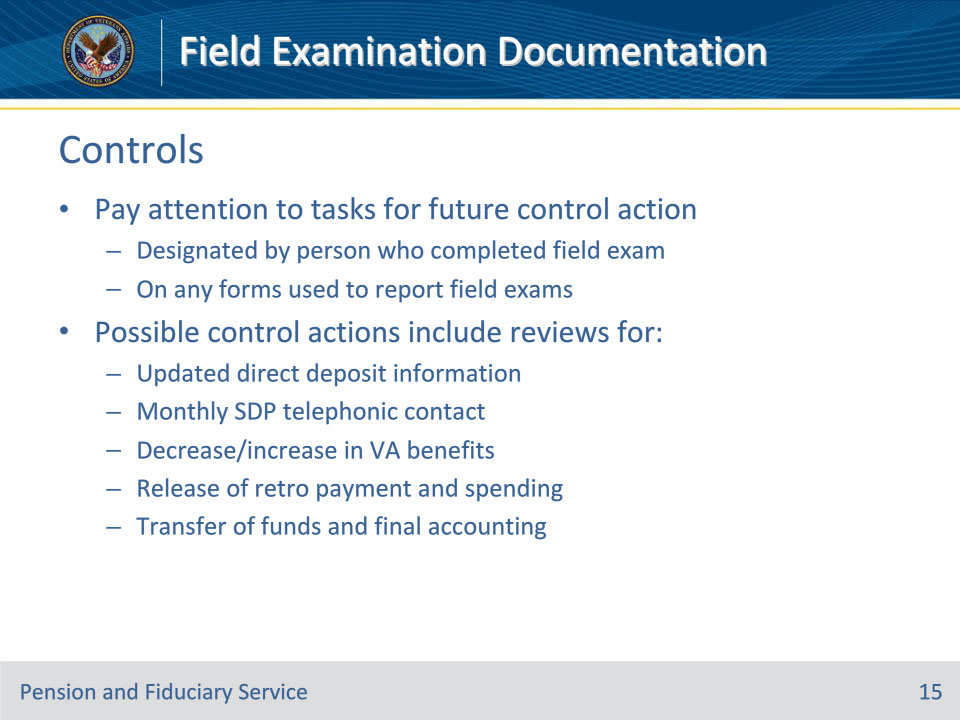 Field Examination Documentation
Controls
• Pay attention to tasks for future control action
– Designated by person who completed field exam
– On any forms used to report field exams
• Possible control actions include reviews for:
– Updated direct deposit information
– Monthly SDP telephonic contact
– Decrease/increase in VA benefits
– Release of retro payment and spending
– Transfer of funds and final accounting
Pension and Fiduciary Service
15